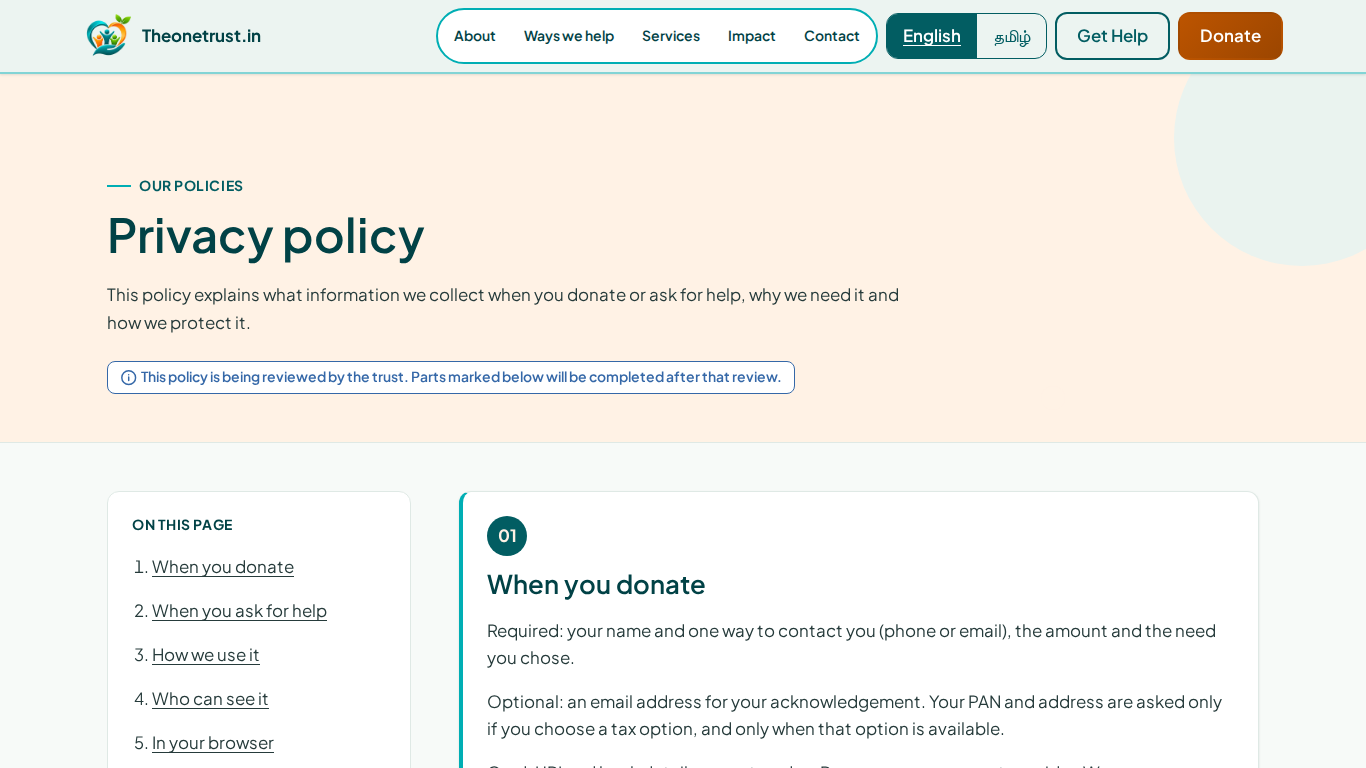 Theonetrust.in
About
Ways we help
Services
Impact
Contact
English
தமிழ்
Get Help
Donate
OUR POLICIES
Privacy policy
This policy explains what information we collect when you donate or ask for help, why we need it and
how we protect it.
This policy is being reviewed by the trust. Parts marked below will be completed after that review.
ON THIS PAGE
1. When you donate
2. When you ask for help
3. How we use it
4. Who can see it
5. In your browser
01
When you donate
Required: your name and one way to contact you (phone or email), the amount and the need
you chose.
Optional: an email address for your acknowledgement. Your PAN and address are asked only
if you choose a tax option, and only when that option is available.